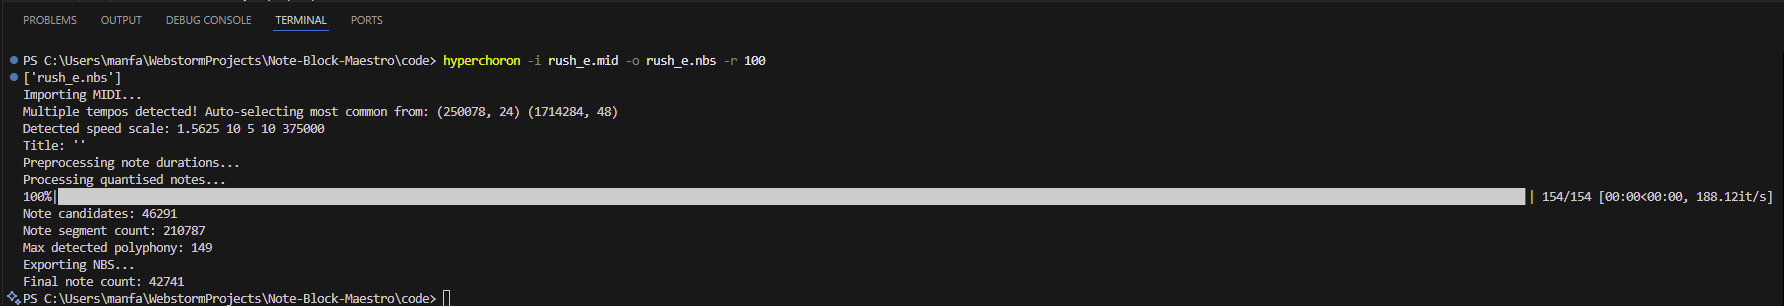 PROBLEMS OUTPUT DEBUG CONSOLE TERMINAL PORTS
PS C:\Users\manfa\WebstormProjects\Note-Block-Maestro\code> hyperchoron -i rush_e.mid -o rush_e.nbs -r 100
['rush_e.nbs']
Importing MIDI...
Multiple tempos detected! Auto-selecting most common from: (250078, 24) (1714284, 48)
Detected speed scale: 1.5625 10 5 10 375000
Title: ''
Preprocessing note durations...
Processing quantised notes...
100%| | 154/154 [00:00<00:00, 188.12it/s]
Note candidates: 46291
Note segment count: 210787
Max detected polyphony: 149
Exporting NBS...
Final note count: 42741
PS C:\Users\manfa\WebstormProjects\Note-Block-Maestro\code>